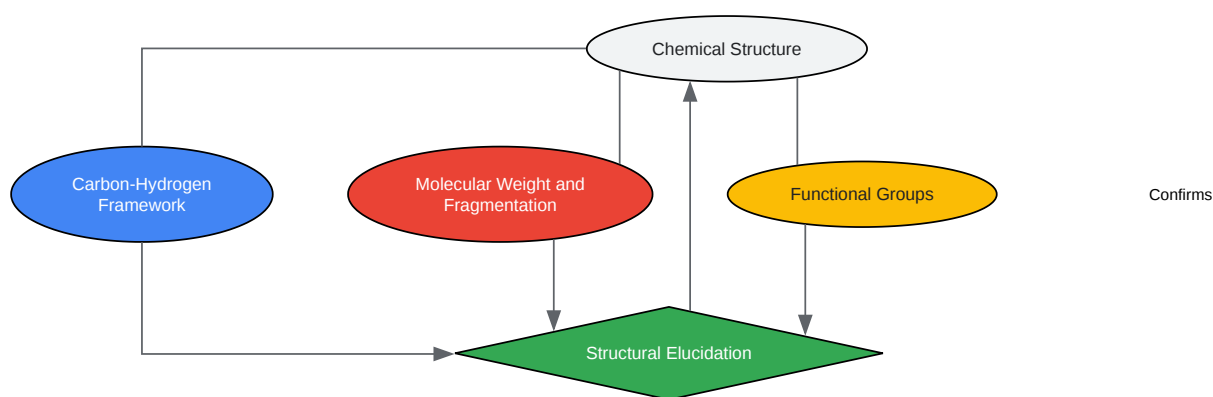 Chemical Structure
Carbon-Hydrogen
Framework
Molecular Weight and
Fragmentation
Functional Groups
Confirms
Structural Elucidation